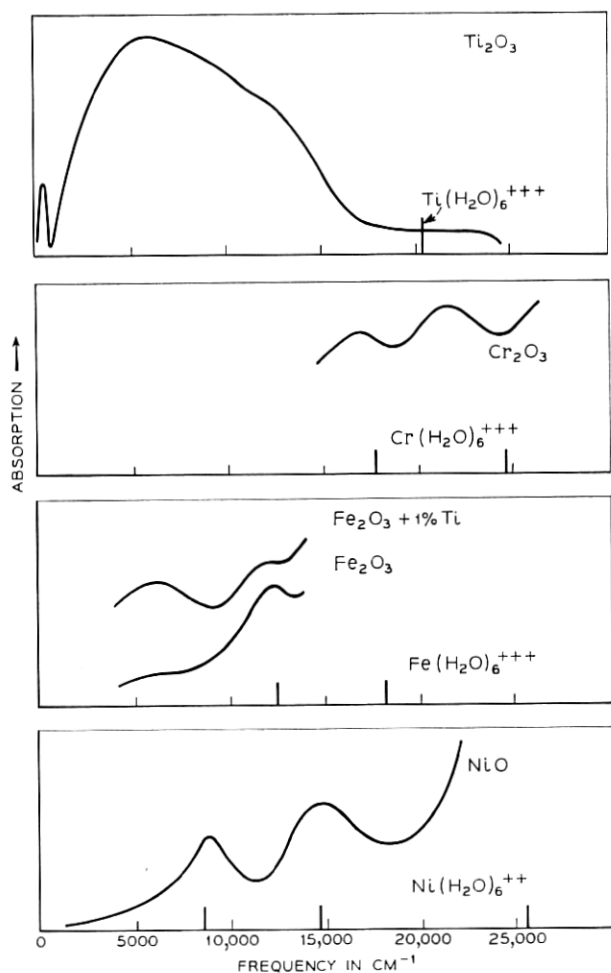 Ti₂O₃
Ti(H₂O)₆⁺⁺⁺
Cr₂O₃
Cr(H₂O)₆⁺⁺⁺
ABSORPTION →
Fe₂O₃ + 1% Ti
Fe₂O₃
Fe(H₂O)₆⁺⁺⁺
NiO
Ni(H₂O)₆⁺⁺
0 5000 10,000 15,000 20,000 25,000
FREQUENCY IN CM⁻¹